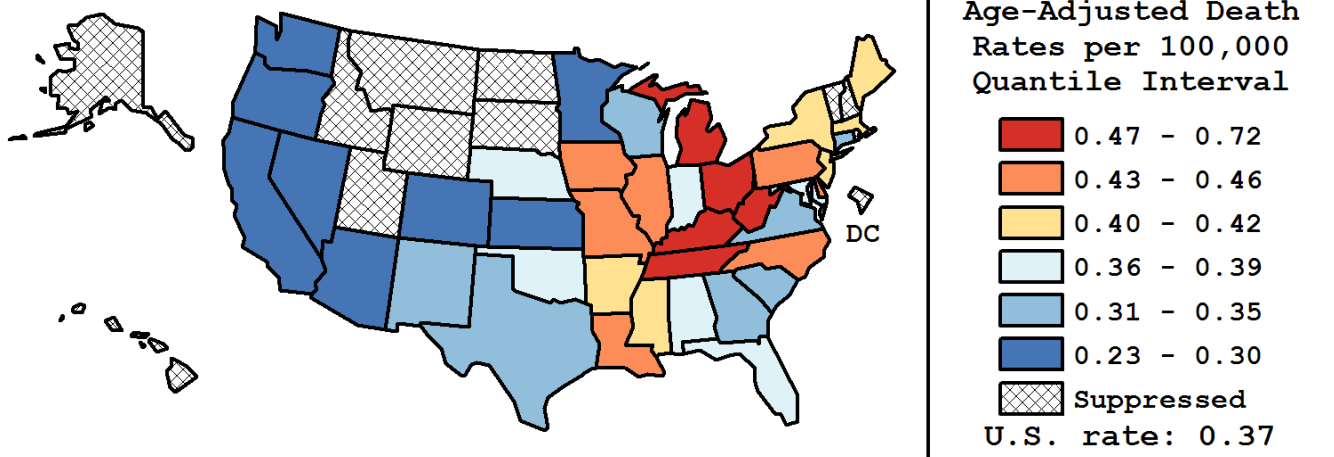 Age-Adjusted Death
Rates per 100,000
Quantile Interval
0.47 - 0.72
0.43 - 0.46
0.40 - 0.42
0.36 - 0.39
0.31 - 0.35
0.23 - 0.30
Suppressed
U.S. rate: 0.37
DC